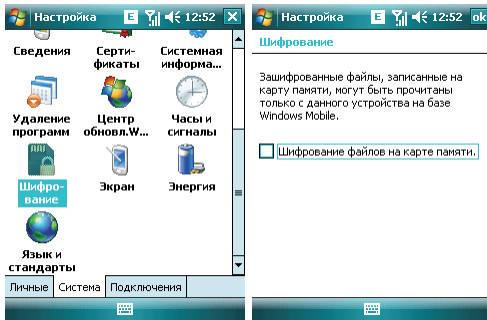 Настройка E 12:52
Сведения
Серти-
фикаты
Системная
информа...
Удаление
программ
Центр
обновл.W...
Часы и
сигналы
Шифро-
вание
Экран
Энергия
Язык и
стандарты
Личные Система Подключения
Настройка E 12:52 ok
Шифрование
Зашифрованные файлы, записанные на
карту памяти, могут быть прочитаны
только с данного устройства на базе
Windows Mobile.
Шифрование файлов на карте памяти.